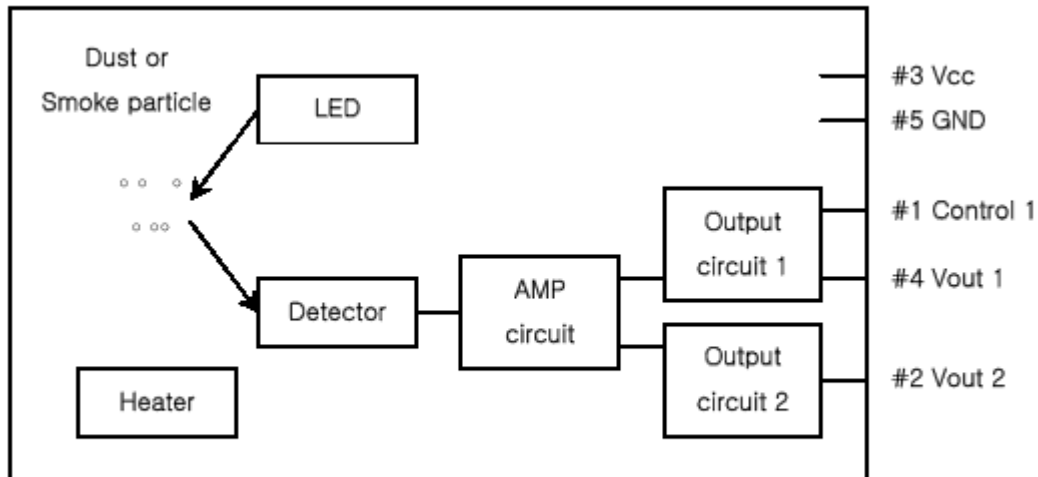 Dust or
Smoke particle
LED
#3 Vcc
#5 GND
Output
circuit 1
#1 Control 1
#4 Vout 1
Detector
AMP
circuit
Output
circuit 2
#2 Vout 2
Heater